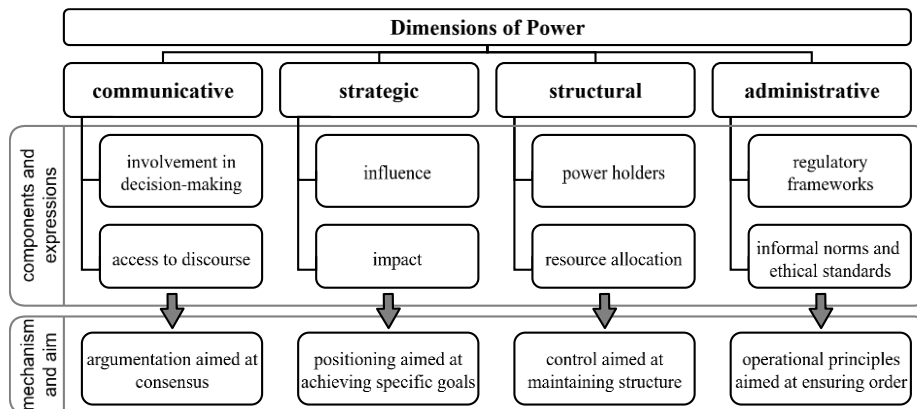 Dimensions of Power
communicative
strategic
structural
administrative
components and
expressions
involvement in
decision-making
influence
power holders
regulatory
frameworks
access to discourse
impact
resource allocation
informal norms and
ethical standards
mechanism
and aim
argumentation aimed at
consensus
positioning aimed at
achieving specific goals
control aimed at
maintaining structure
operational principles
aimed at ensuring order